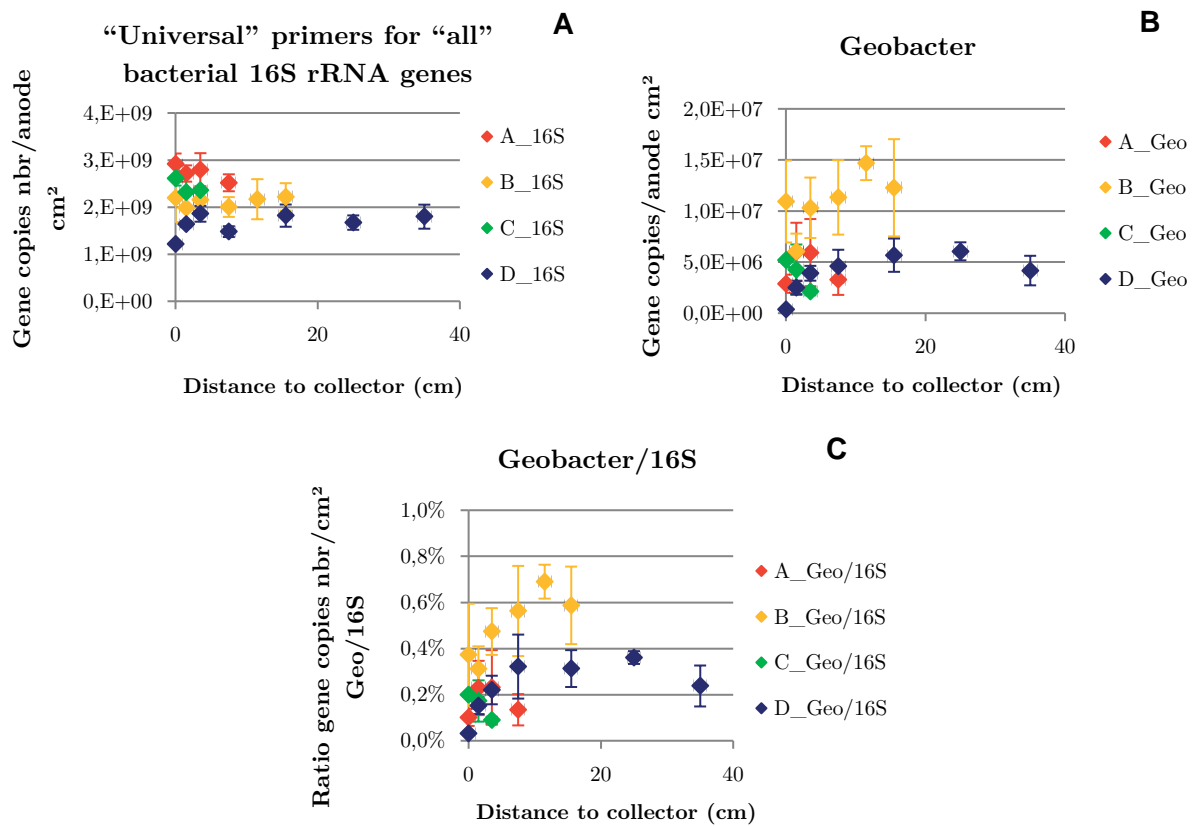 “Universal” primers for “all”
bacterial 16S rRNA genes
A
Gene copies nbr/anode
cm²
4,E+09
3,E+09
2,E+09
1,E+09
0,E+00
0
20
40
Distance to collector (cm)
A_16S
B_16S
C_16S
D_16S
B
Geobacter
Gene copies/anode cm²
2,0E+07
1,5E+07
1,0E+07
5,0E+06
0,0E+00
0
20
40
Distance to collector (cm)
A_Geo
B_Geo
C_Geo
D_Geo
C
Geobacter/16S
Ratio gene copies nbr/cm²
Geo/16S
1,0%
0,8%
0,6%
0,4%
0,2%
0,0%
0
20
40
Distance to collector (cm)
A_Geo/16S
B_Geo/16S
C_Geo/16S
D_Geo/16S